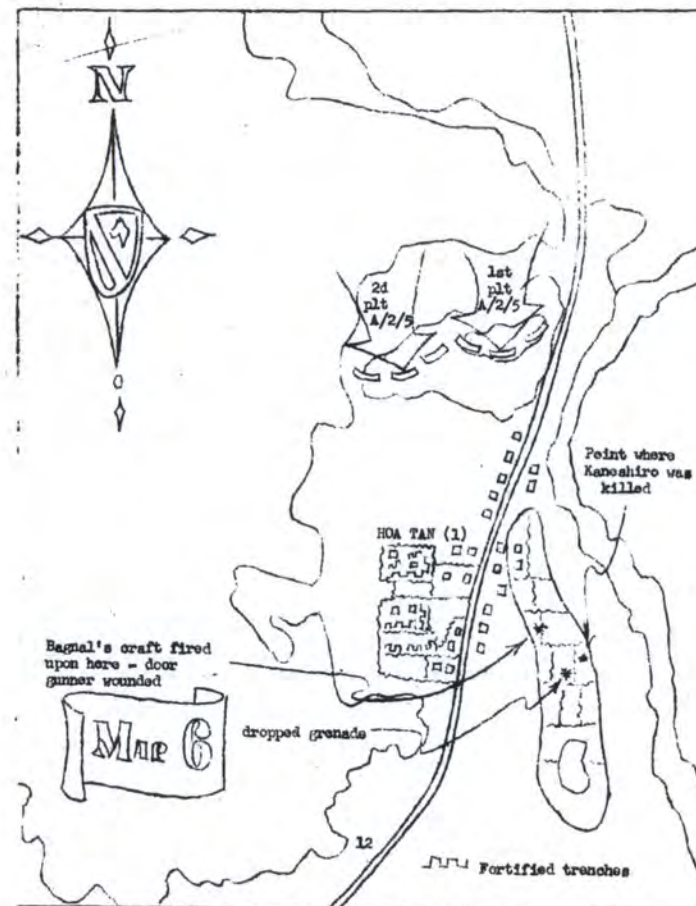 N
2d
plt
A/2/5
1st
plt
A/2/5
Point where
Kaneshiro was
killed
HOA TAN (1)
Bagnal's craft fired
upon here - door
gunner wounded
MAP 6
dropped grenade
12
Fortified trenches